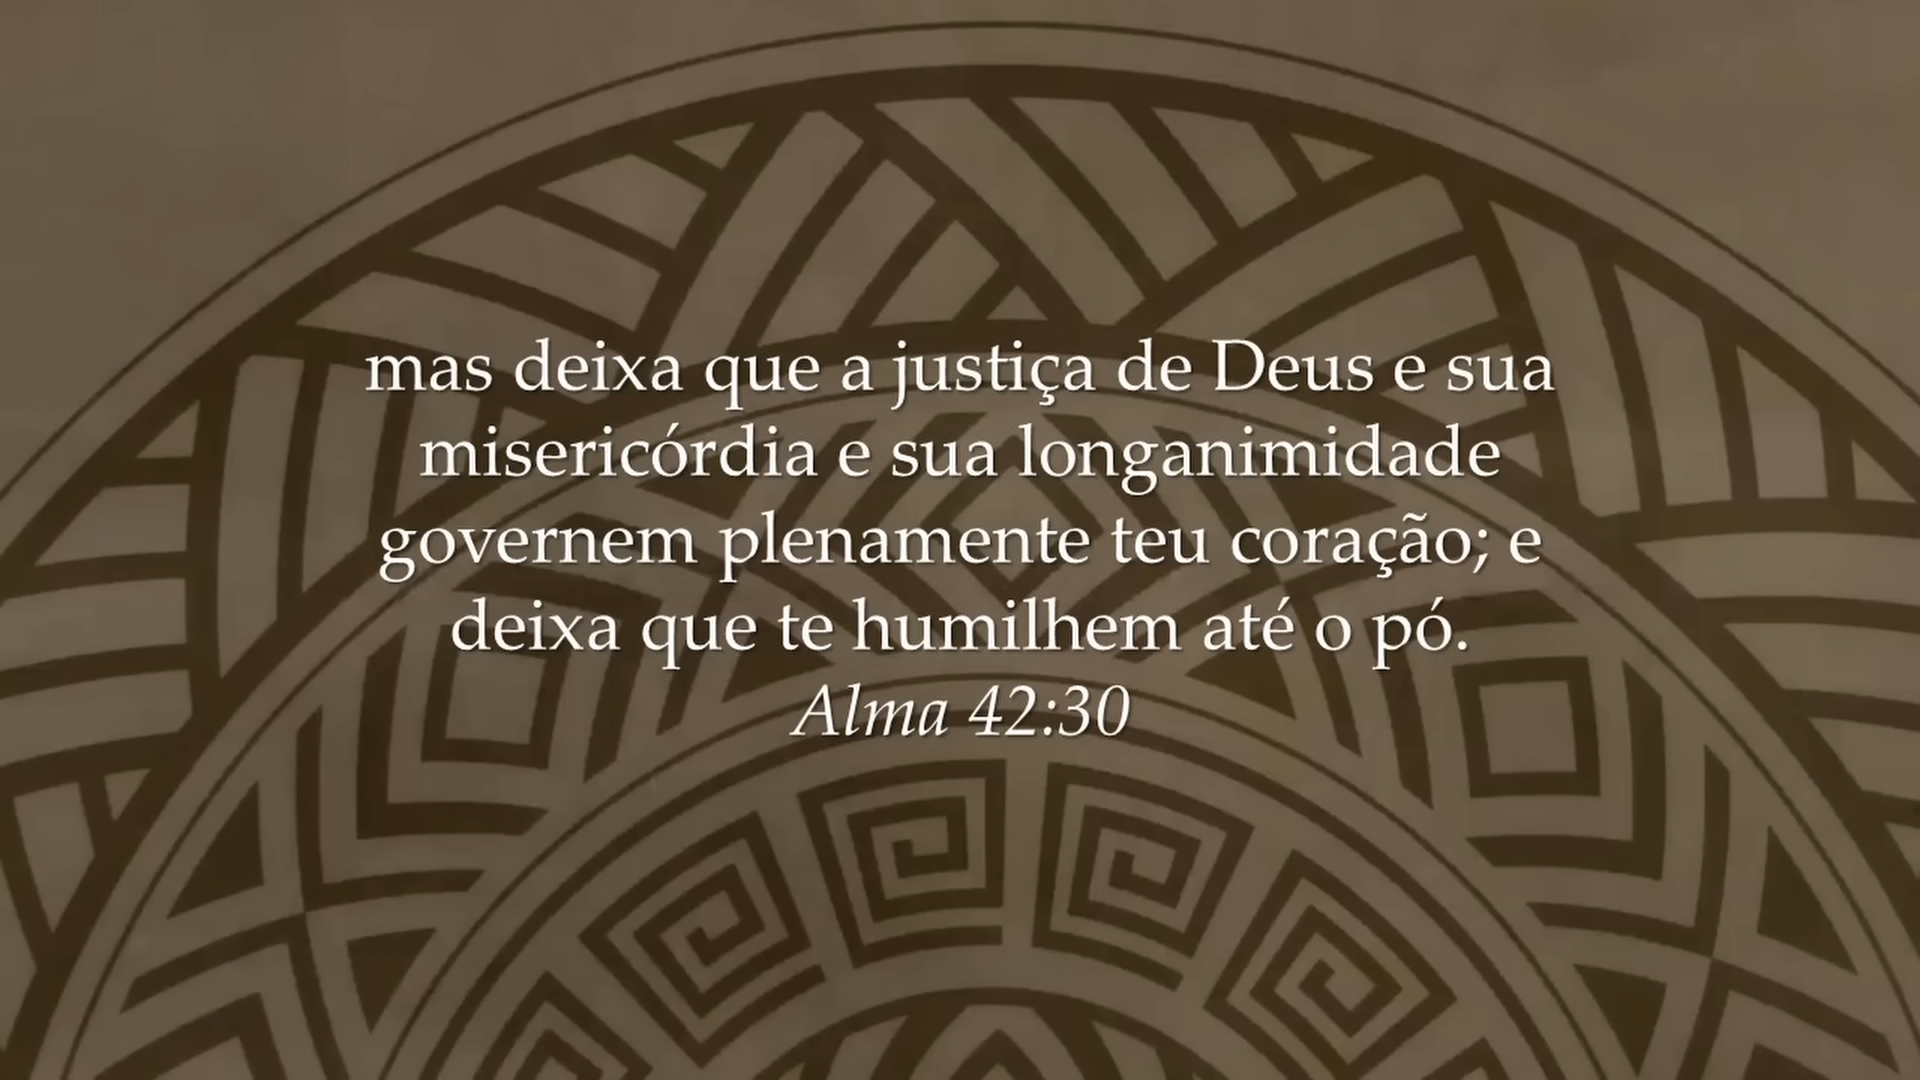 mas deixa que a justiça de Deus e sua
misericórdia e sua longanimidade
governem plenamente teu coração; e
deixa que te humilhem até o pó.
Alma 42:30